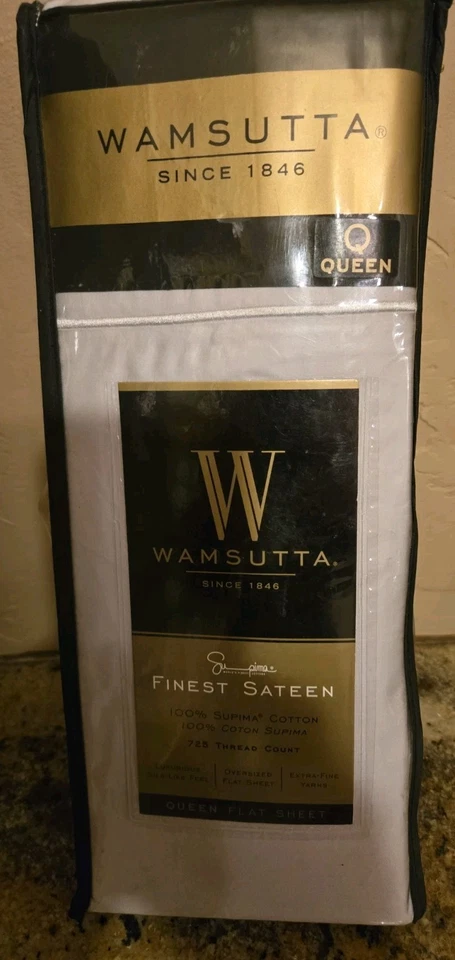 WAMSUTTA®
SINCE 1846
Q
QUEEN
W
WAMSUTTA®
SINCE 1846
Supima®
FINEST SATEEN
100% SUPIMA® COTTON
100% COTON SUPIMA
725 THREAD COUNT
OVERSIZED
FLAT SHEET
EXTRA-FINE
YARNS
QUEEN FLAT SHEET